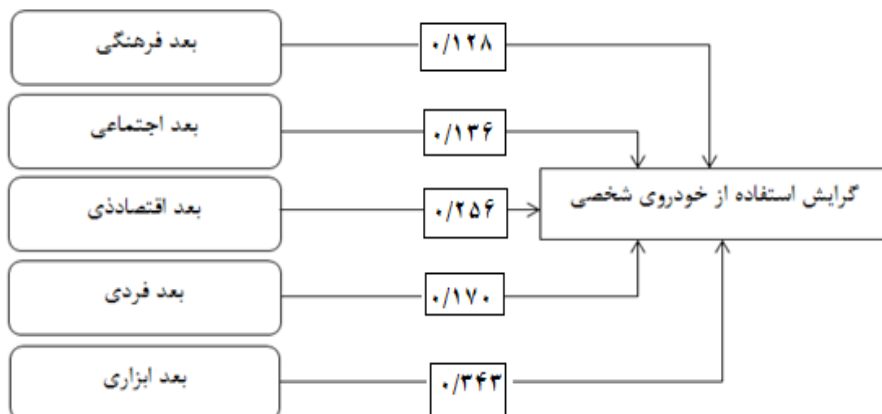 بعد فرهنگی
۰/۱۲۸
بعد اجتماعی
۰/۱۳۶
بعد اقتصادذی
۰/۲۵۶
گرایش استفاده از خودروی شخصی
بعد فردی
۰/۱۷۰
بعد ابزاری
۰/۳۴۳